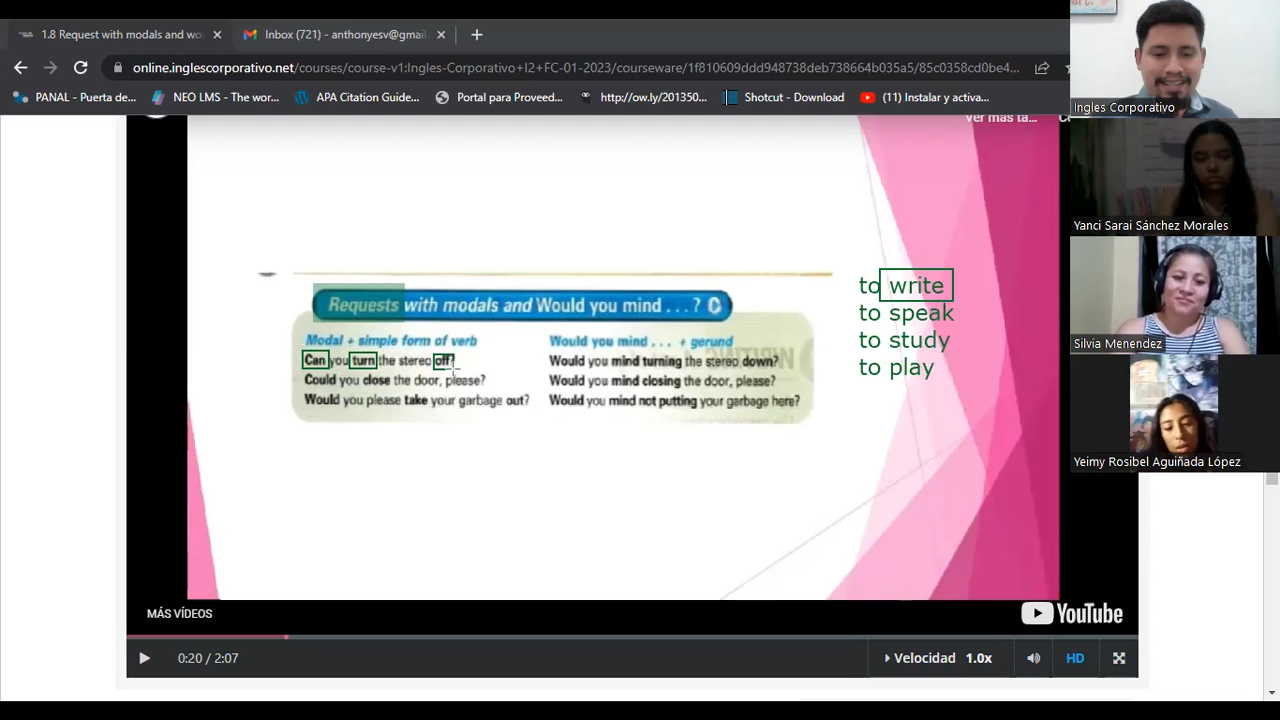 1.8 Request with modals and wo
Inbox (721) - anthonyesv@gmail
online.inglescorporativo.net/courses/course-v1:Ingles-Corporativo+I2+FC-01-2023/courseware/1f810609ddd948738deb738664b035a5/85c0358cd0be4...
PANAL - Puerta de...
NEO LMS - The wor...
APA Citation Guide...
Portal para Proveed...
http://ow.ly/201350...
Shotcut - Download
(11) Instalar y activa...
Ingles Corporativo
Ver más ta...
Yanci Sarai Sánchez Morales
Silvia Menendez
Yeimy Rosibel Aguiñada López
Requests with modals and Would you mind . . . ?
Modal + simple form of verb
Can you turn the stereo off?
Could you close the door, please?
Would you please take your garbage out?
Would you mind . . . + gerund
Would you mind turning the stereo down?
Would you mind closing the door, please?
Would you mind not putting your garbage here?
to write
to speak
to study
to play
MÁS VÍDEOS
YouTube
0:20 / 2:07
Velocidad 1.0x
HD